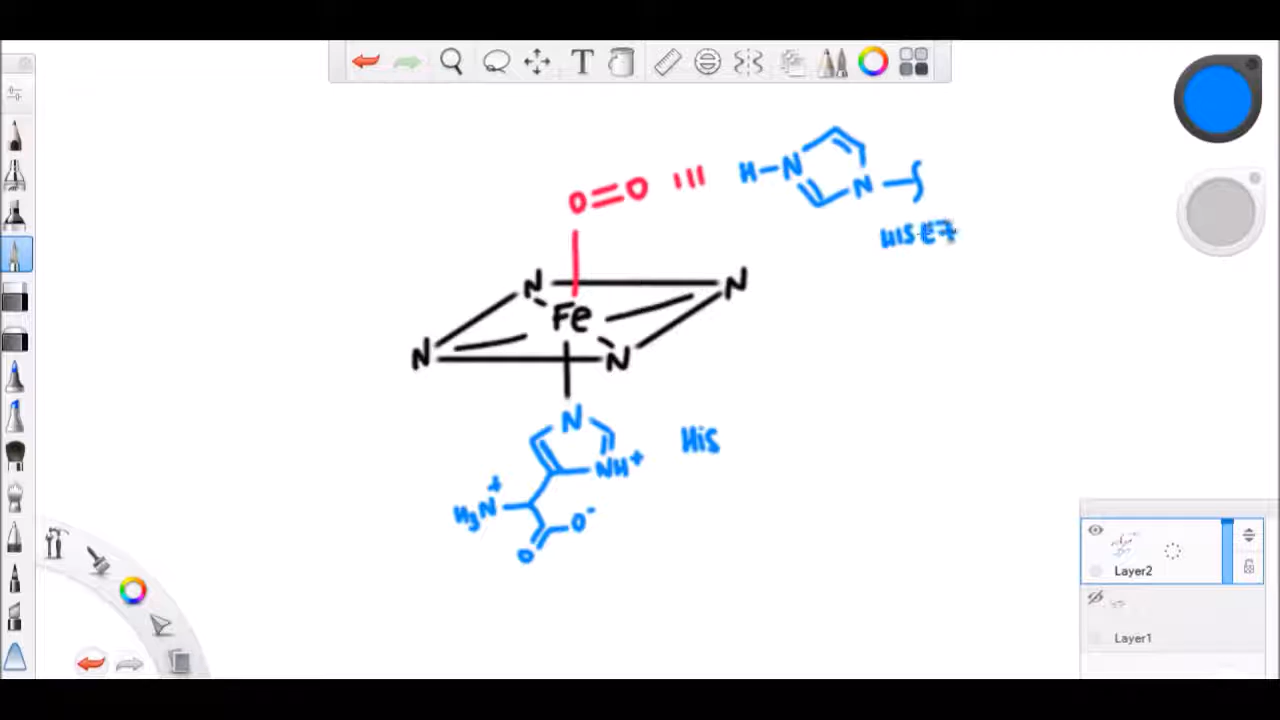 T
O=O ||| H-N
N
HIS E7
N N
Fe
N N
N
His
NH+
H3N+
O-
O
Layer2
Layer1